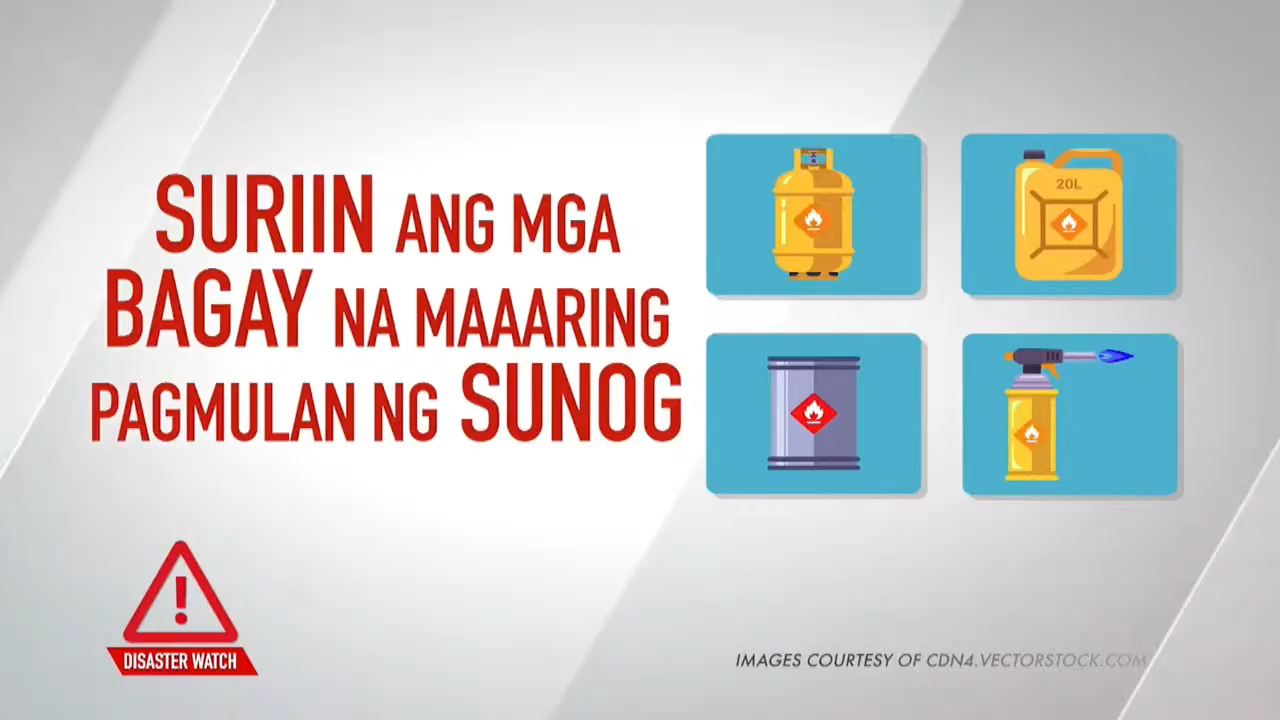 SURIIN ANG MGA
BAGAY NA MAAARING
PAGMULAN NG SUNOG
20L
DISASTER WATCH
IMAGES COURTESY OF CDN4.VECTORSTOCK.COM